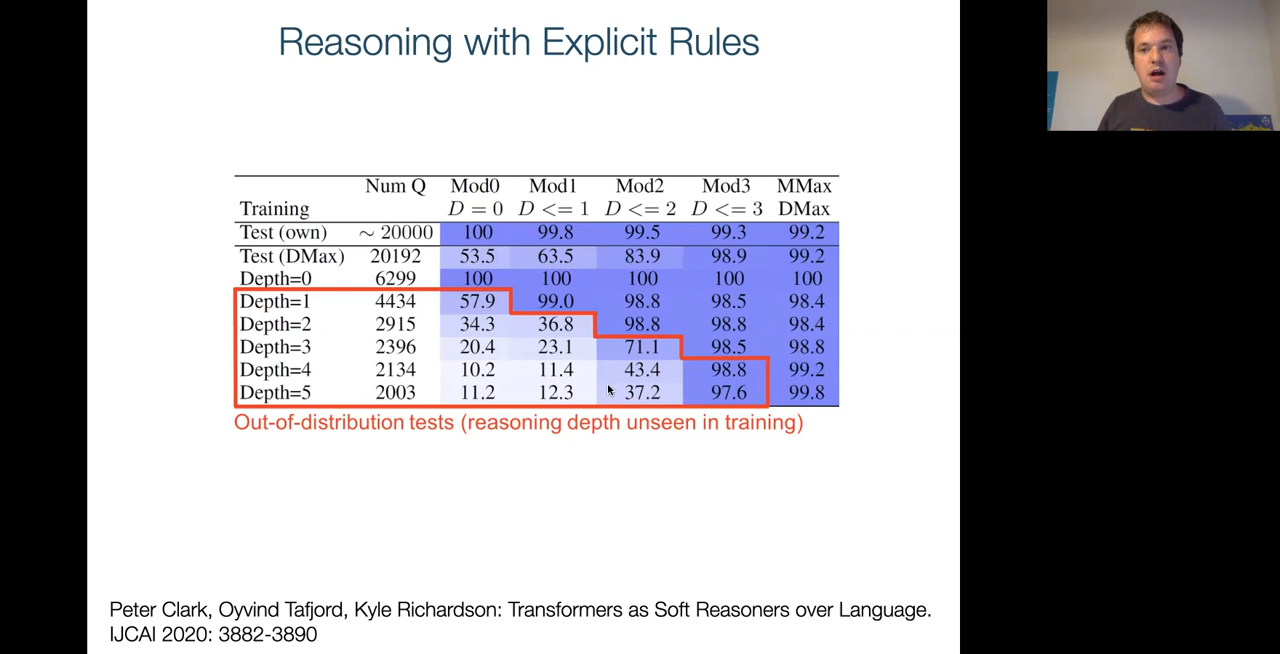 Reasoning with Explicit Rules
Num Q Mod0 Mod1 Mod2 Mod3 MMax
Training D = 0 D <= 1 D <= 2 D <= 3 DMax
Test (own) ~ 20000 100 99.8 99.5 99.3 99.2
Test (DMax) 20192 53.5 63.5 83.9 98.9 99.2
Depth=0 6299 100 100 100 100 100
Depth=1 4434 57.9 99.0 98.8 98.5 98.4
Depth=2 2915 34.3 36.8 98.8 98.8 98.4
Depth=3 2396 20.4 23.1 71.1 98.5 98.8
Depth=4 2134 10.2 11.4 43.4 98.8 99.2
Depth=5 2003 11.2 12.3 37.2 97.6 99.8
Out-of-distribution tests (reasoning depth unseen in training)
Peter Clark, Oyvind Tafjord, Kyle Richardson: Transformers as Soft Reasoners over Language.
IJCAI 2020: 3882-3890